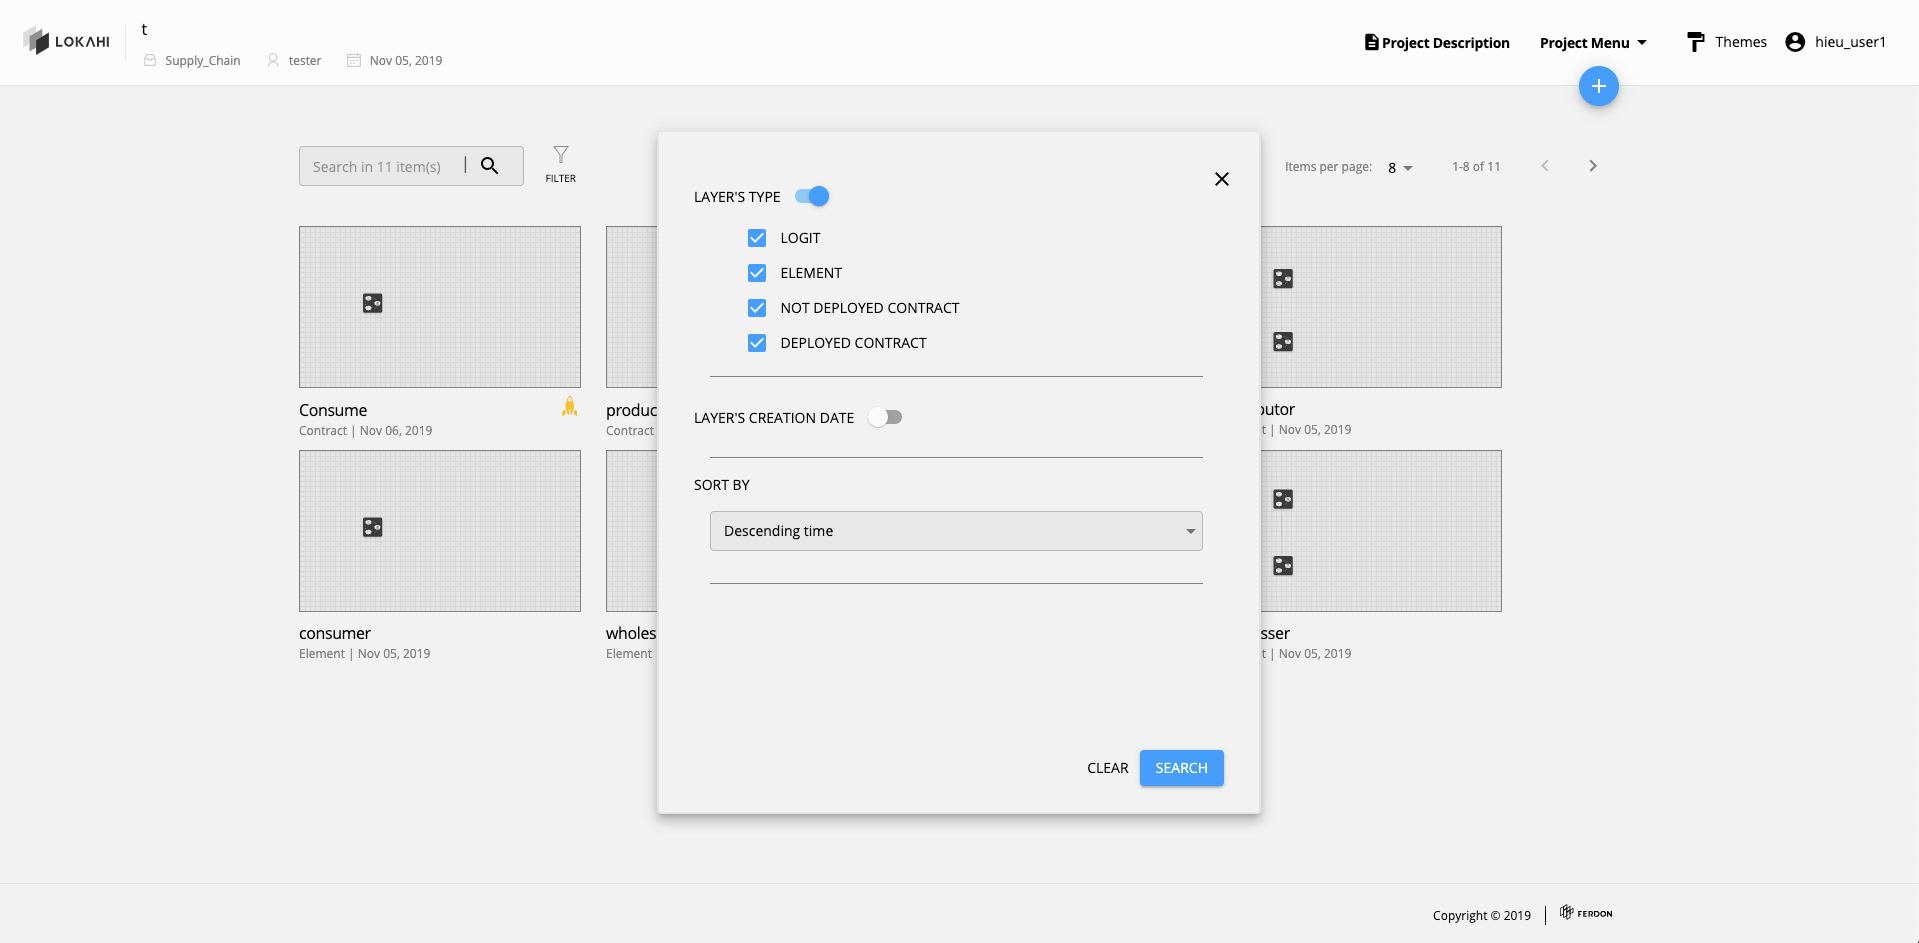 LOKAHI
t
Supply_Chain tester Nov 05, 2019
Project Description Project Menu Themes hieu_user1
Search in 11 item(s)
FILTER
Items per page: 8 1-8 of 11
LAYER'S TYPE
LOGIT
ELEMENT
NOT DEPLOYED CONTRACT
DEPLOYED CONTRACT
LAYER'S CREATION DATE
SORT BY
Descending time
CLEAR SEARCH
Consume
Contract | Nov 06, 2019
produc
Contract
butor
t | Nov 05, 2019
consumer
Element | Nov 05, 2019
wholes
Element
sser
t | Nov 05, 2019
Copyright © 2019 FERDON